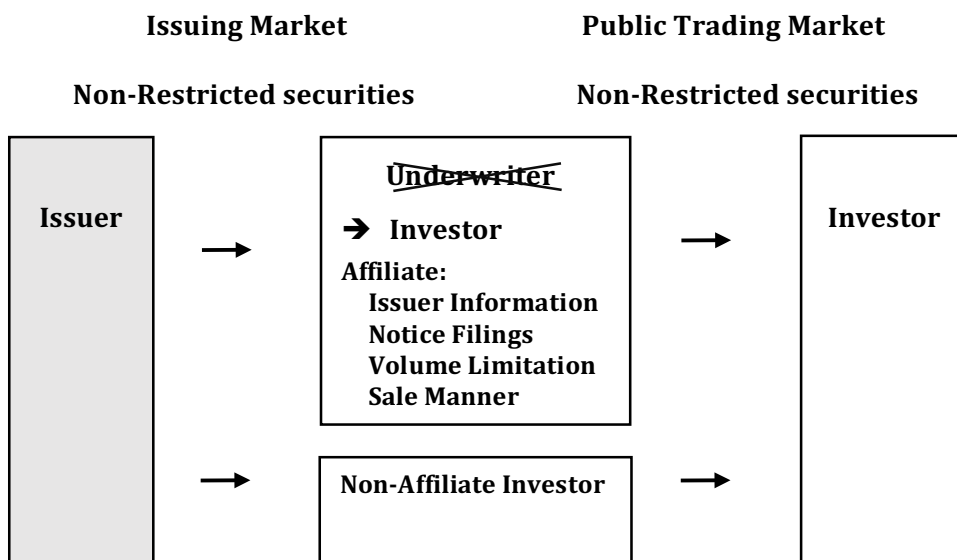 Issuing Market
Public Trading Market
Non-Restricted securities
Non-Restricted securities
Issuer
Underwriter
➔ Investor
Affiliate:
Issuer Information
Notice Filings
Volume Limitation
Sale Manner
Non-Affiliate Investor
Investor